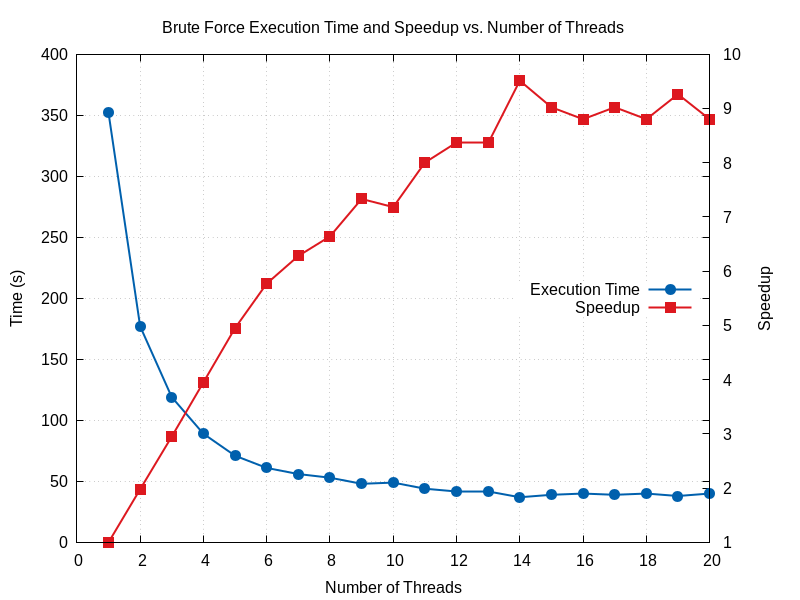 Brute Force Execution Time and Speedup vs. Number of Threads
400
350
300
250
200
150
100
50
0
Time (s)
10
9
8
7
6
5
4
3
2
1
Speedup
Execution Time
Speedup
0 2 4 6 8 10 12 14 16 18 20
Number of Threads